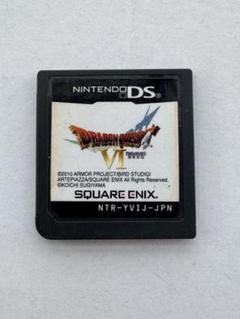 NINTENDO DS
DRAGON QUEST
VI
©2010 ARMOR PROJECT/BIRD STUDIO/
ARTEPIAZZA/SQUARE ENIX All Rights Reserved.
©KOICHI SUGIYAMA
SQUARE ENIX
NTR-YVIJ-JPN